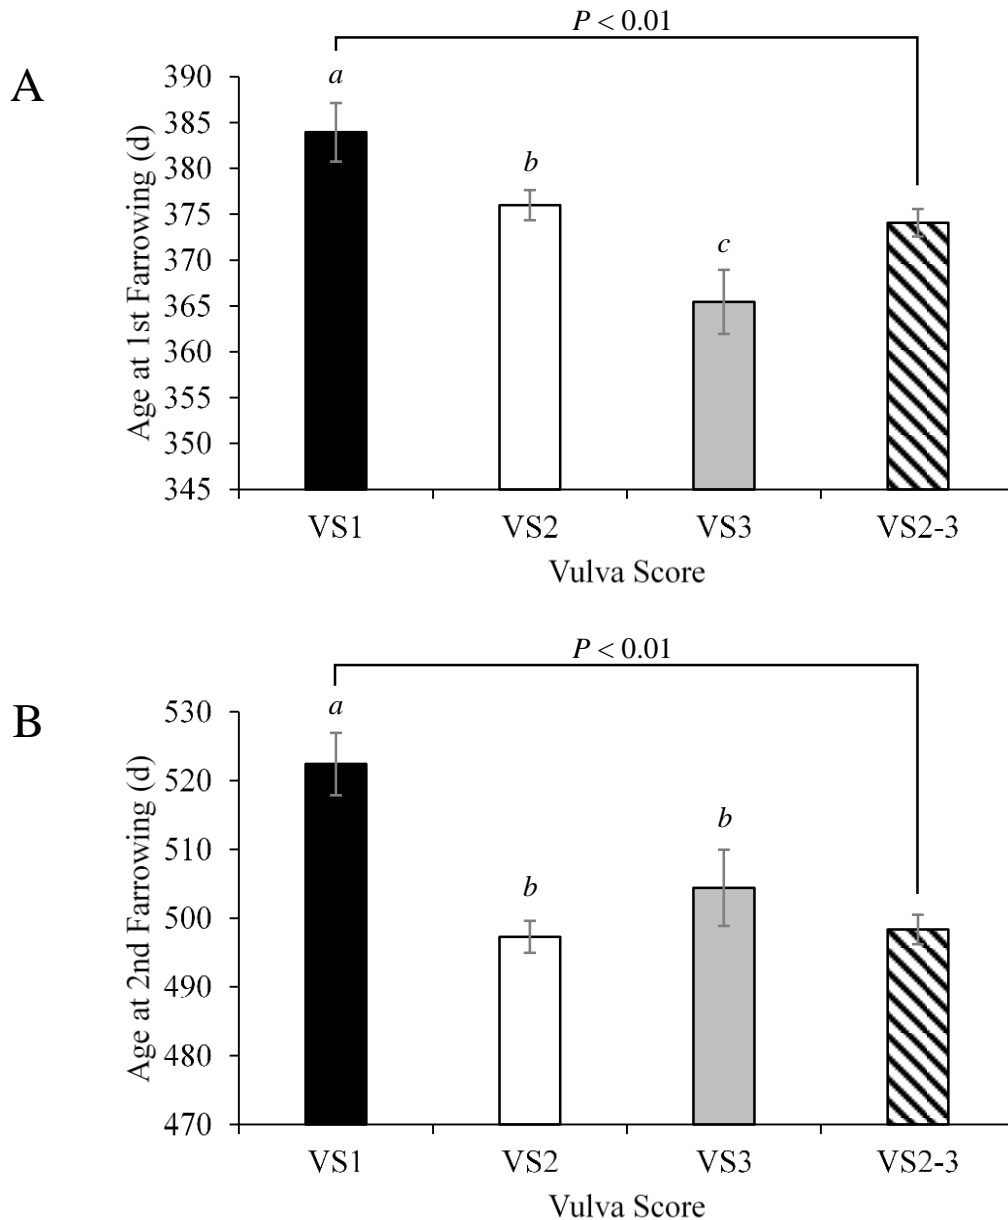 P < 0.01
A
a
b
c
Age at 1st Farrowing (d)
390
385
380
375
370
365
360
355
350
345
VS1 VS2 VS3 VS2-3
Vulva Score
P < 0.01
B
a
b
b
Age at 2nd Farrowing (d)
530
520
510
500
490
480
470
VS1 VS2 VS3 VS2-3
Vulva Score